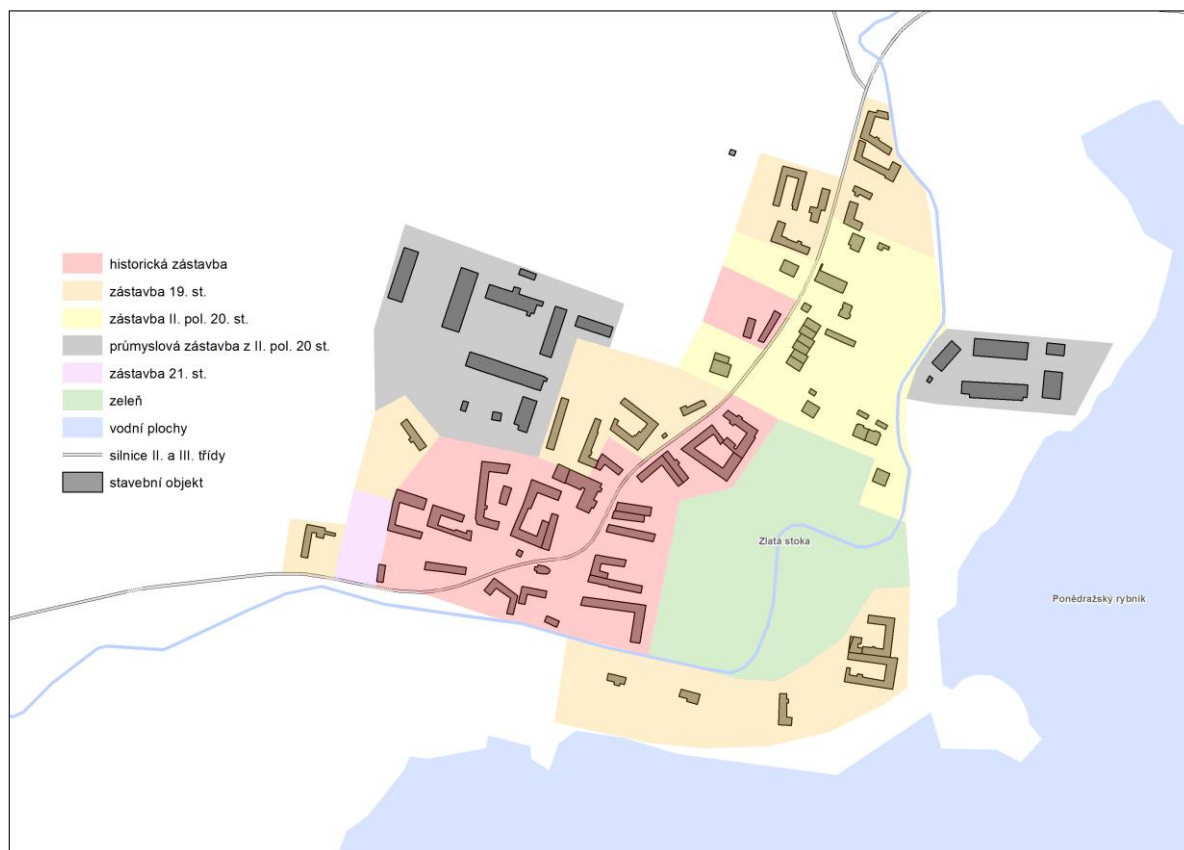 historická zástavba
zástavba 19. st.
zástavba II. pol. 20. st.
průmyslová zástavba z II. pol. 20 st.
zástavba 21. st.
zeleň
vodní plochy
silnice II. a III. třídy
stavební objekt
Zlatá stoka
Ponědražský rybník